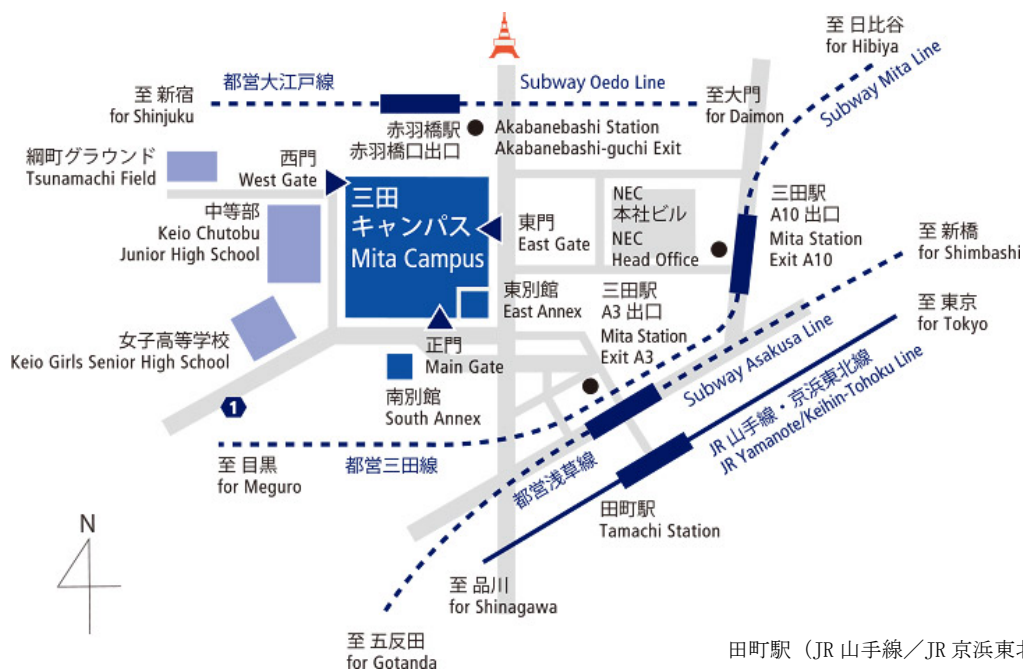 至 日比谷
for Hibiya
Subway Mita Line
都営大江戸線
Subway Oedo Line
至 新宿
for Shinjuku
至大門
for Daimon
赤羽橋駅
赤羽橋口出口
Akabanebashi Station
Akabanebashi-guchi Exit
綱町グラウンド
Tsunamachi Field
西門
West Gate
中等部
Keio Chutobu
Junior High School
三田
キャンパス
Mita Campus
東門
East Gate
NEC
本社ビル
NEC
Head Office
三田駅
A10 出口
Mita Station
Exit A10
至 新橋
for Shimbashi
東別館
East Annex
三田駅
A3 出口
Mita Station
Exit A3
至 東京
for Tokyo
女子高等学校
Keio Girls Senior High School
正門
Main Gate
南別館
South Annex
Subway Asakusa Line
JR 山手線・京浜東北線
JR Yamanote/Keihin-Tohoku Line
1
至 目黒
for Meguro
都営三田線
都営浅草線
田町駅
Tamachi Station
N
至 品川
for Shinagawa
至 五反田
for Gotanda
田町駅（JR 山手線／JR 京浜東